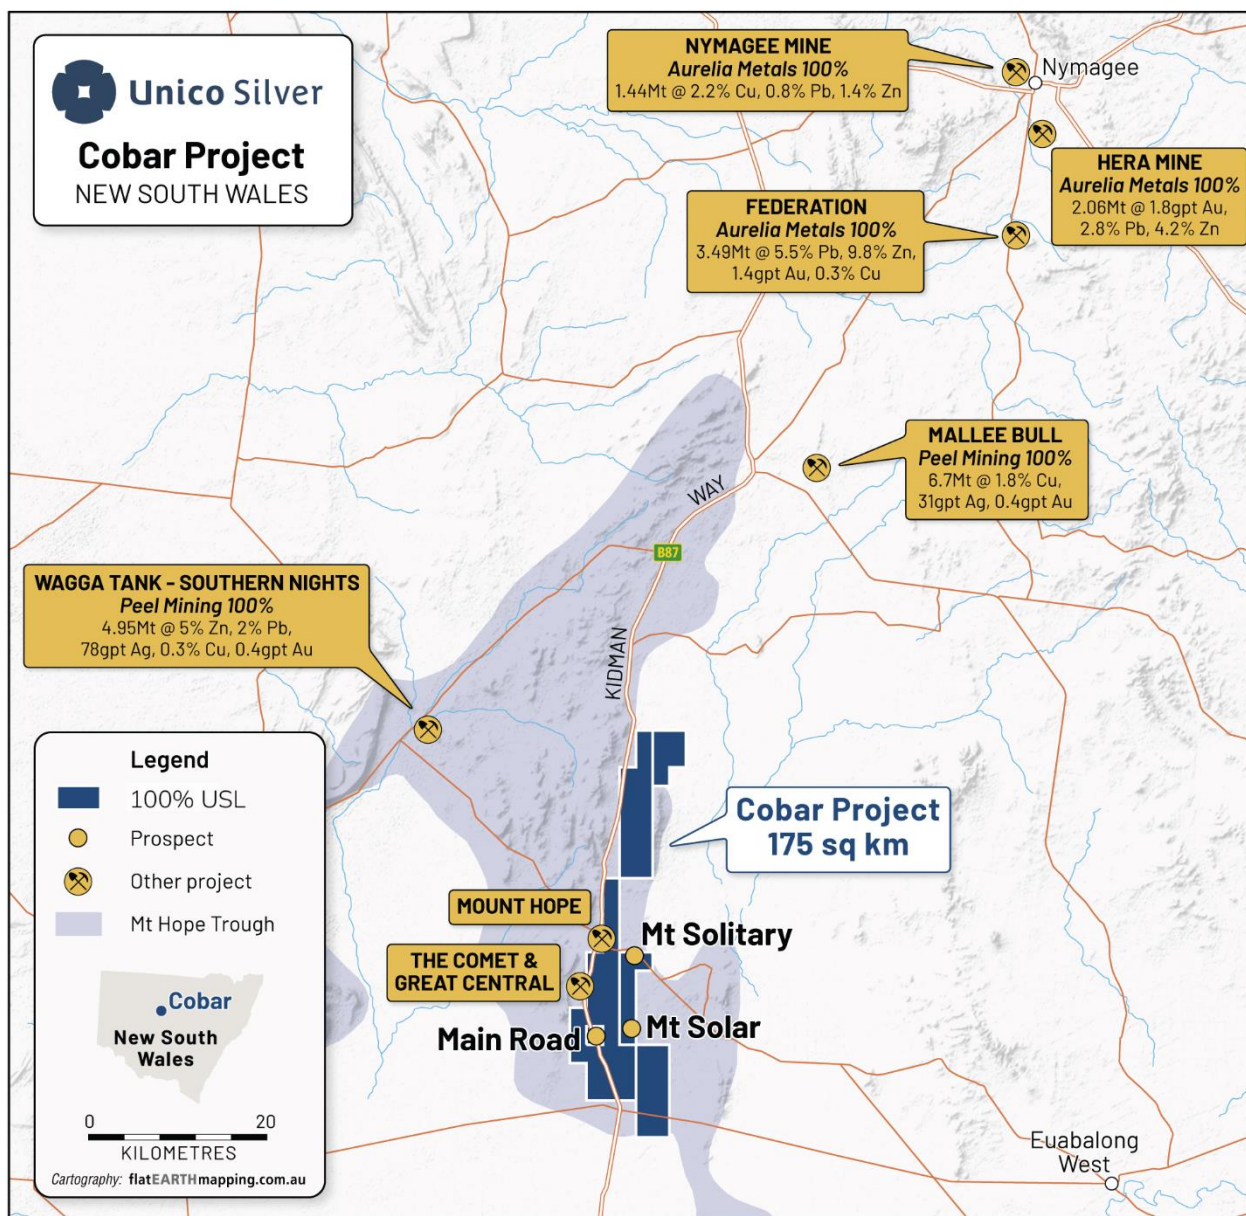 Unico Silver
Cobar Project
NEW SOUTH WALES
NYMAGEE MINE
Aurelia Metals 100%
1.44Mt @ 2.2% Cu, 0.8% Pb, 1.4% Zn
Nymagee
HERA MINE
Aurelia Metals 100%
2.06Mt @ 1.8gpt Au,
2.8% Pb, 4.2% Zn
FEDERATION
Aurelia Metals 100%
3.49Mt @ 5.5% Pb, 9.8% Zn,
1.4gpt Au, 0.3% Cu
MALLEE BULL
Peel Mining 100%
6.7Mt @ 1.8% Cu,
31gpt Ag, 0.4gpt Au
WAY
B87
KIDMAN
WAGGA TANK - SOUTHERN NIGHTS
Peel Mining 100%
4.95Mt @ 5% Zn, 2% Pb,
78gpt Ag, 0.3% Cu, 0.4gpt Au
Cobar Project
175 sq km
MOUNT HOPE
Mt Solitary
THE COMET &
GREAT CENTRAL
Main Road
Mt Solar
Euabalong
West
Legend
100% USL
Prospect
Other project
Mt Hope Trough
Cobar
New South
Wales
0 20
KILOMETRES
Cartography: flatEARTHmapping.com.au